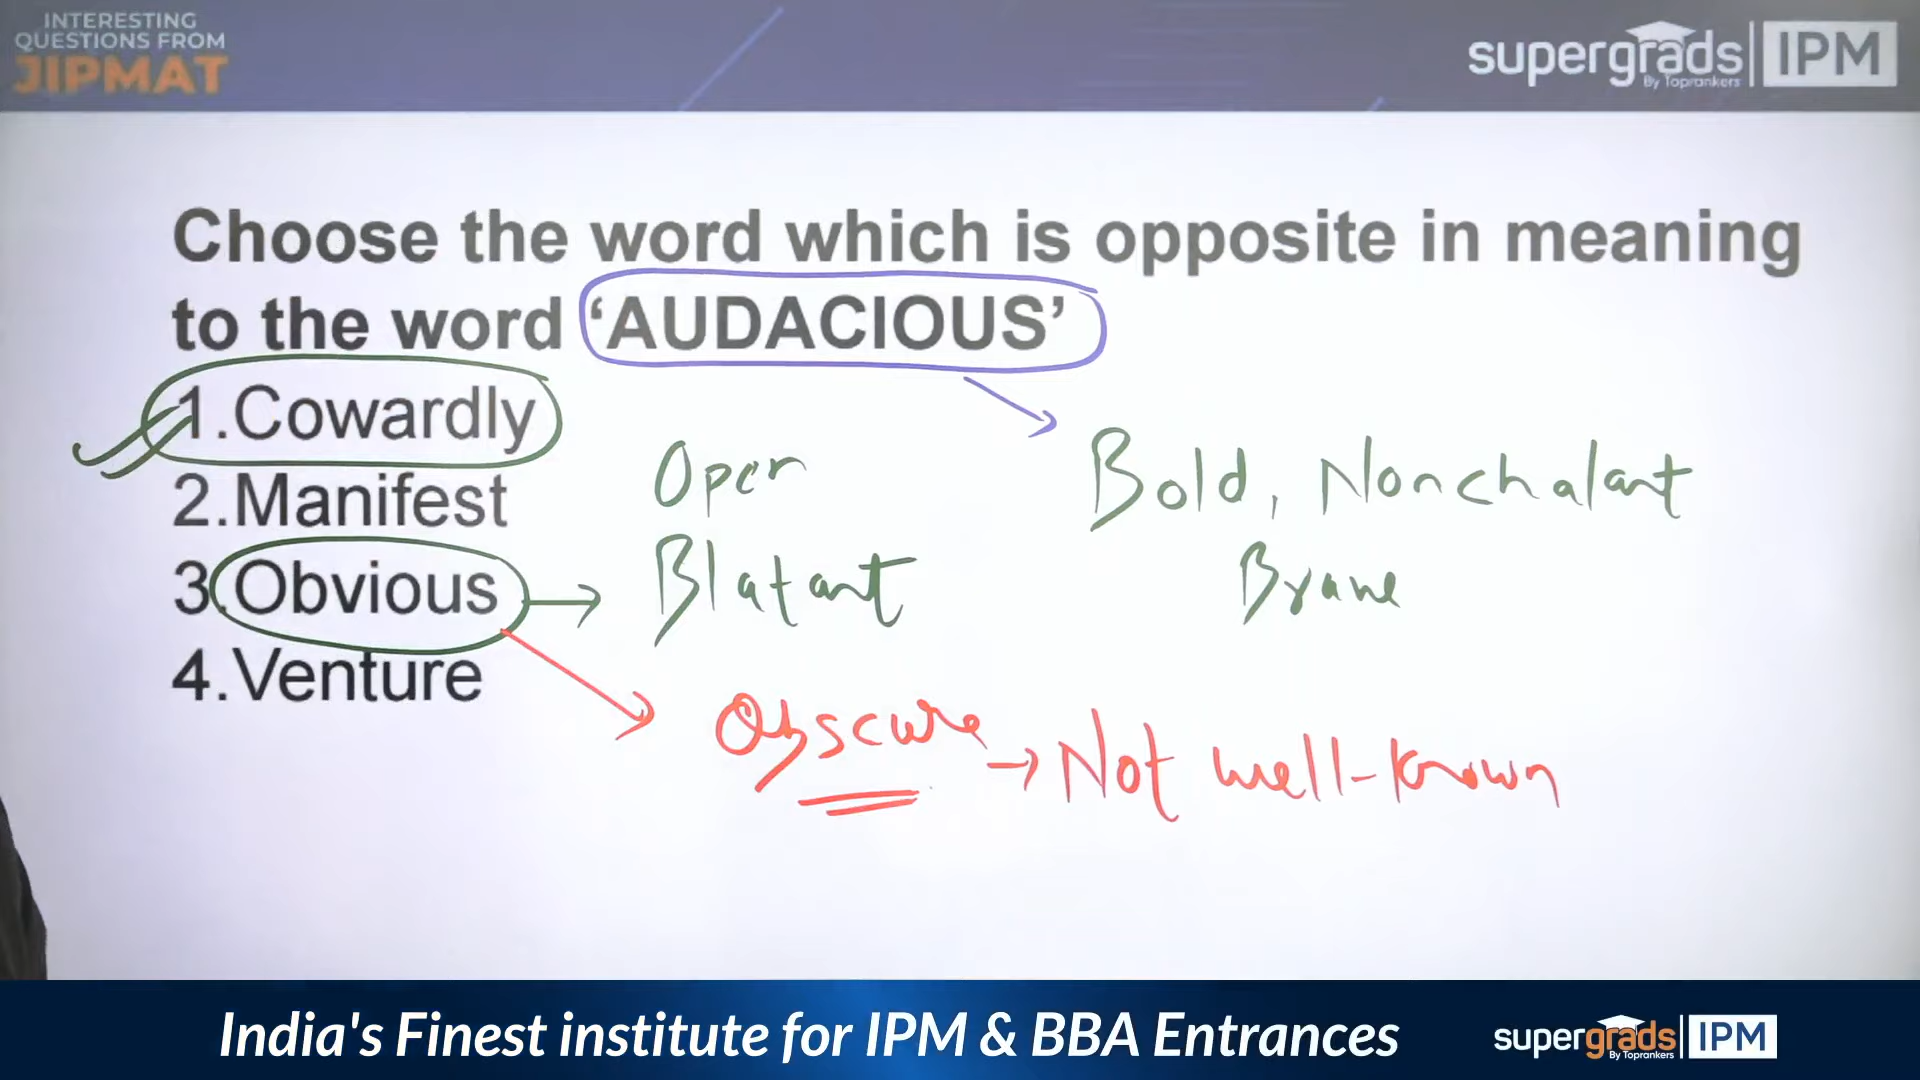 INTERESTING
QUESTIONS FROM
JIPMAT
supergrads | IPM
By Toprankers
Choose the word which is opposite in meaning
to the word ‘AUDACIOUS’
1.Cowardly
2.Manifest
3.Obvious
4.Venture
Open
Blatant
Bold, Nonchalant
Brave
Obscure → Not well-known
India's Finest institute for IPM & BBA Entrances
supergrads | IPM
By Toprankers